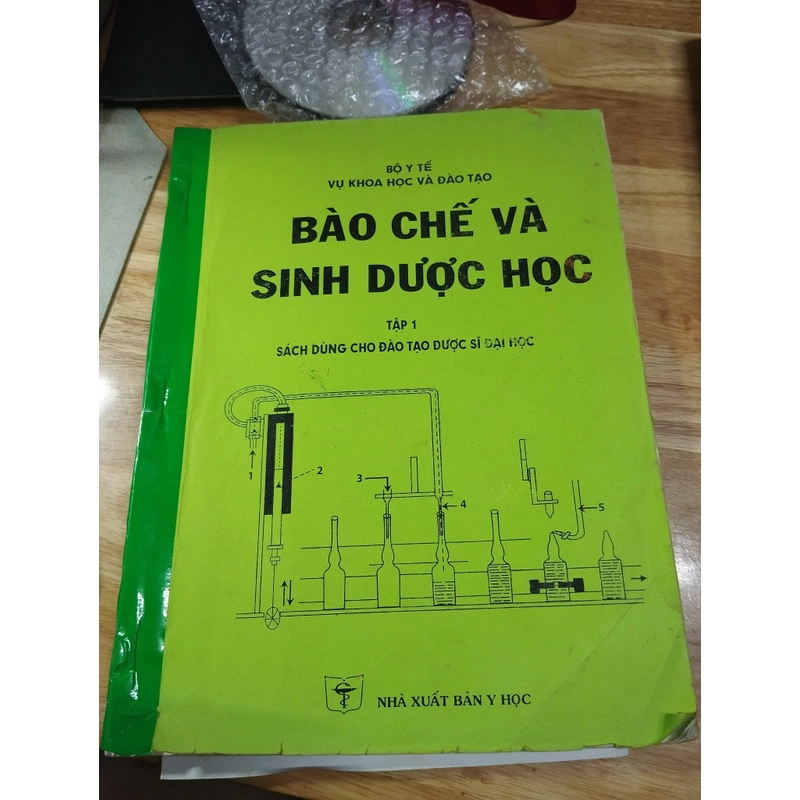 BỘ Y TẾ
VỤ KHOA HỌC VÀ ĐÀO TẠO
BÀO CHẾ VÀ
SINH DƯỢC HỌC
TẬP 1
SÁCH DÙNG CHO ĐÀO TẠO DƯỢC SĨ ĐẠI HỌC
1
2
3
4
5
NHÀ XUẤT BẢN Y HỌC